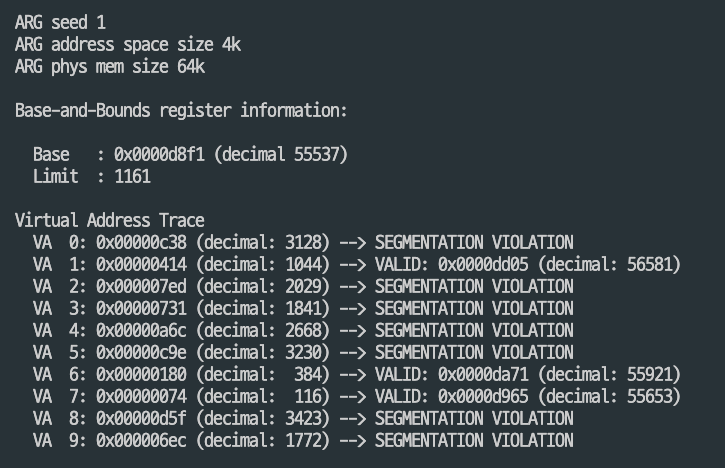 ARG seed 1
ARG address space size 4k
ARG phys mem size 64k

Base-and-Bounds register information:

  Base   : 0x0000d8f1 (decimal 55537)
  Limit  : 1161

Virtual Address Trace
  VA  0: 0x00000c38 (decimal: 3128) --> SEGMENTATION VIOLATION
  VA  1: 0x00000414 (decimal: 1044) --> VALID: 0x0000dd05 (decimal: 56581)
  VA  2: 0x000007ed (decimal: 2029) --> SEGMENTATION VIOLATION
  VA  3: 0x00000731 (decimal: 1841) --> SEGMENTATION VIOLATION
  VA  4: 0x00000a6c (decimal: 2668) --> SEGMENTATION VIOLATION
  VA  5: 0x00000c9e (decimal: 3230) --> SEGMENTATION VIOLATION
  VA  6: 0x00000180 (decimal:  384) --> VALID: 0x0000da71 (decimal: 55921)
  VA  7: 0x00000074 (decimal:  116) --> VALID: 0x0000d965 (decimal: 55653)
  VA  8: 0x00000d5f (decimal: 3423) --> SEGMENTATION VIOLATION
  VA  9: 0x000006ec (decimal: 1772) --> SEGMENTATION VIOLATION